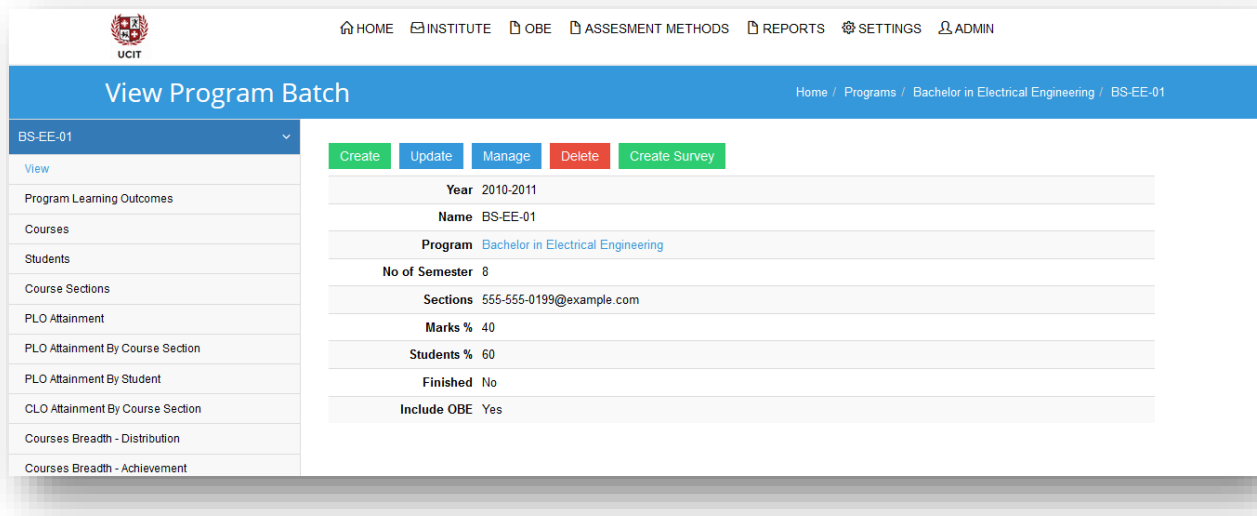 UCIT
HOME INSTITUTE OBE ASSESMENT METHODS REPORTS SETTINGS ADMIN
View Program Batch
Home / Programs / Bachelor in Electrical Engineering / BS-EE-01
BS-EE-01
View
Program Learning Outcomes
Courses
Students
Course Sections
PLO Attainment
PLO Attainment By Course Section
PLO Attainment By Student
CLO Attainment By Course Section
Courses Breadth - Distribution
Courses Breadth - Achievement
Create Update Manage Delete Create Survey
Year 2010-2011
Name BS-EE-01
Program Bachelor in Electrical Engineering
No of Semester 8
Sections 555-555-0199@example.com
Marks % 40
Students % 60
Finished No
Include OBE Yes